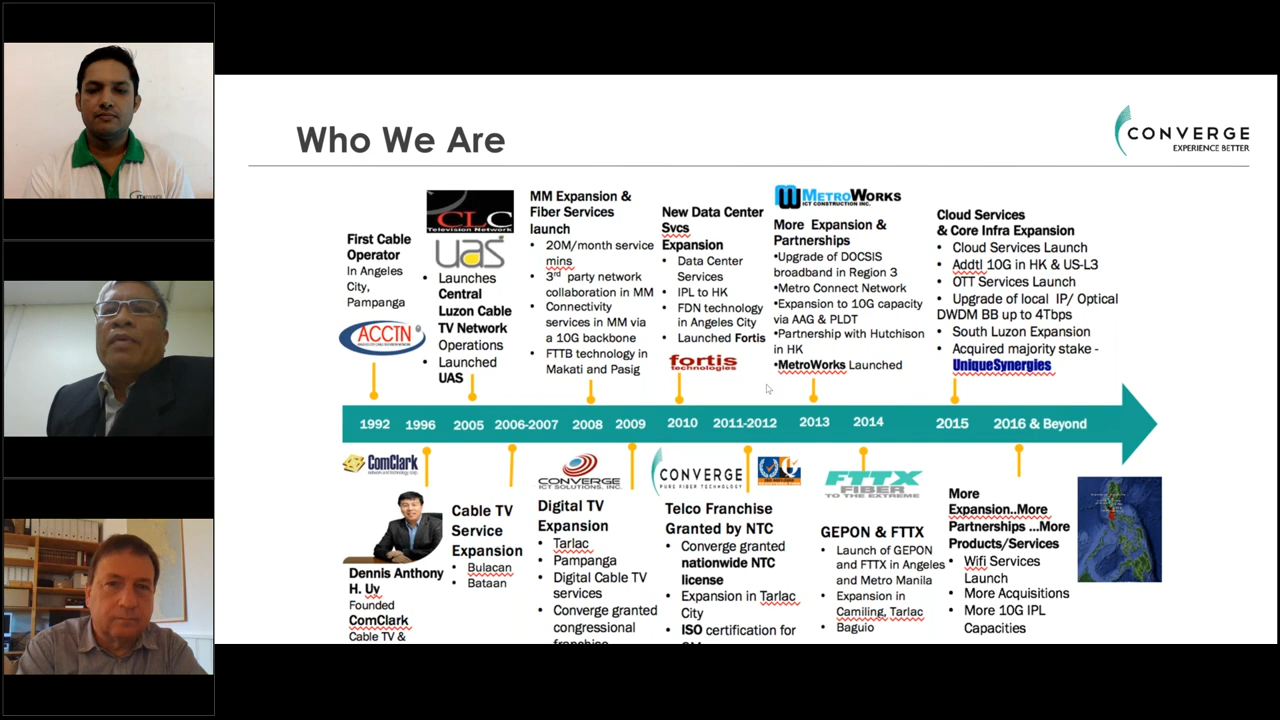 Who We Are
CONVERGE
EXPERIENCE BETTER
First Cable
Operator
In Angeles
City,
Pampanga
ACCTN
CLC
Television Network
uas
• Launches
Central
Luzon Cable
TV Network
Operations
• Launched
UAS
MM Expansion &
Fiber Services
launch
• 20M/month service
mins
• 3rd party network
collaboration in MM
• Connectivity
services in MM via
a 10G backbone
• FTTB technology in
Makati and Pasig
New Data Center
Svcs
Expansion
• Data Center
Services
• IPL to HK
• FDN technology
in Angeles City
• Launched Fortis
fortis
technologies
METROWORKS
ICT CONSTRUCTION INC.
More Expansion &
Partnerships
•Upgrade of DOCSIS
broadband in Region 3
•Metro Connect Network
•Expansion to 10G capacity
via AAG & PLDT
•Partnership with Hutchison
in HK
•MetroWorks Launched
Cloud Services
& Core Infra Expansion
• Cloud Services Launch
• Addtl 10G in HK & US-L3
• OTT Services Launch
• Upgrade of local IP/ Optical
DWDM BB up to 4Tbps
• South Luzon Expansion
• Acquired majority stake -
UniqueSynergies
1992 1996 2005 2006-2007 2008 2009 2010 2011-2012 2013 2014 2015 2016 & Beyond
ComClark
Dennis Anthony
H. Uy
Founded
ComClark
Cable TV &
Cable TV
Service
Expansion
• Bulacan
• Bataan
CONVERGE
ICT SOLUTIONS, INC.
Digital TV
Expansion
• Tarlac
• Pampanga
• Digital Cable TV
services
• Converge granted
congressional
franchise
CONVERGE
PURE FIBER TECHNOLOGY
Telco Franchise
Granted by NTC
• Converge granted
nationwide NTC
license
• Expansion in Tarlac
City
• ISO certification for
FTTX
FIBER
TO THE EXTREME
GEPON & FTTX
• Launch of GEPON
and FTTX in Angeles
and Metro Manila
• Expansion in
Camiling, Tarlac
• Baguio
More
Expansion..More
Partnerships ...More
Products/Services
• Wifi Services
Launch
• More Acquisitions
• More 10G IPL
Capacities